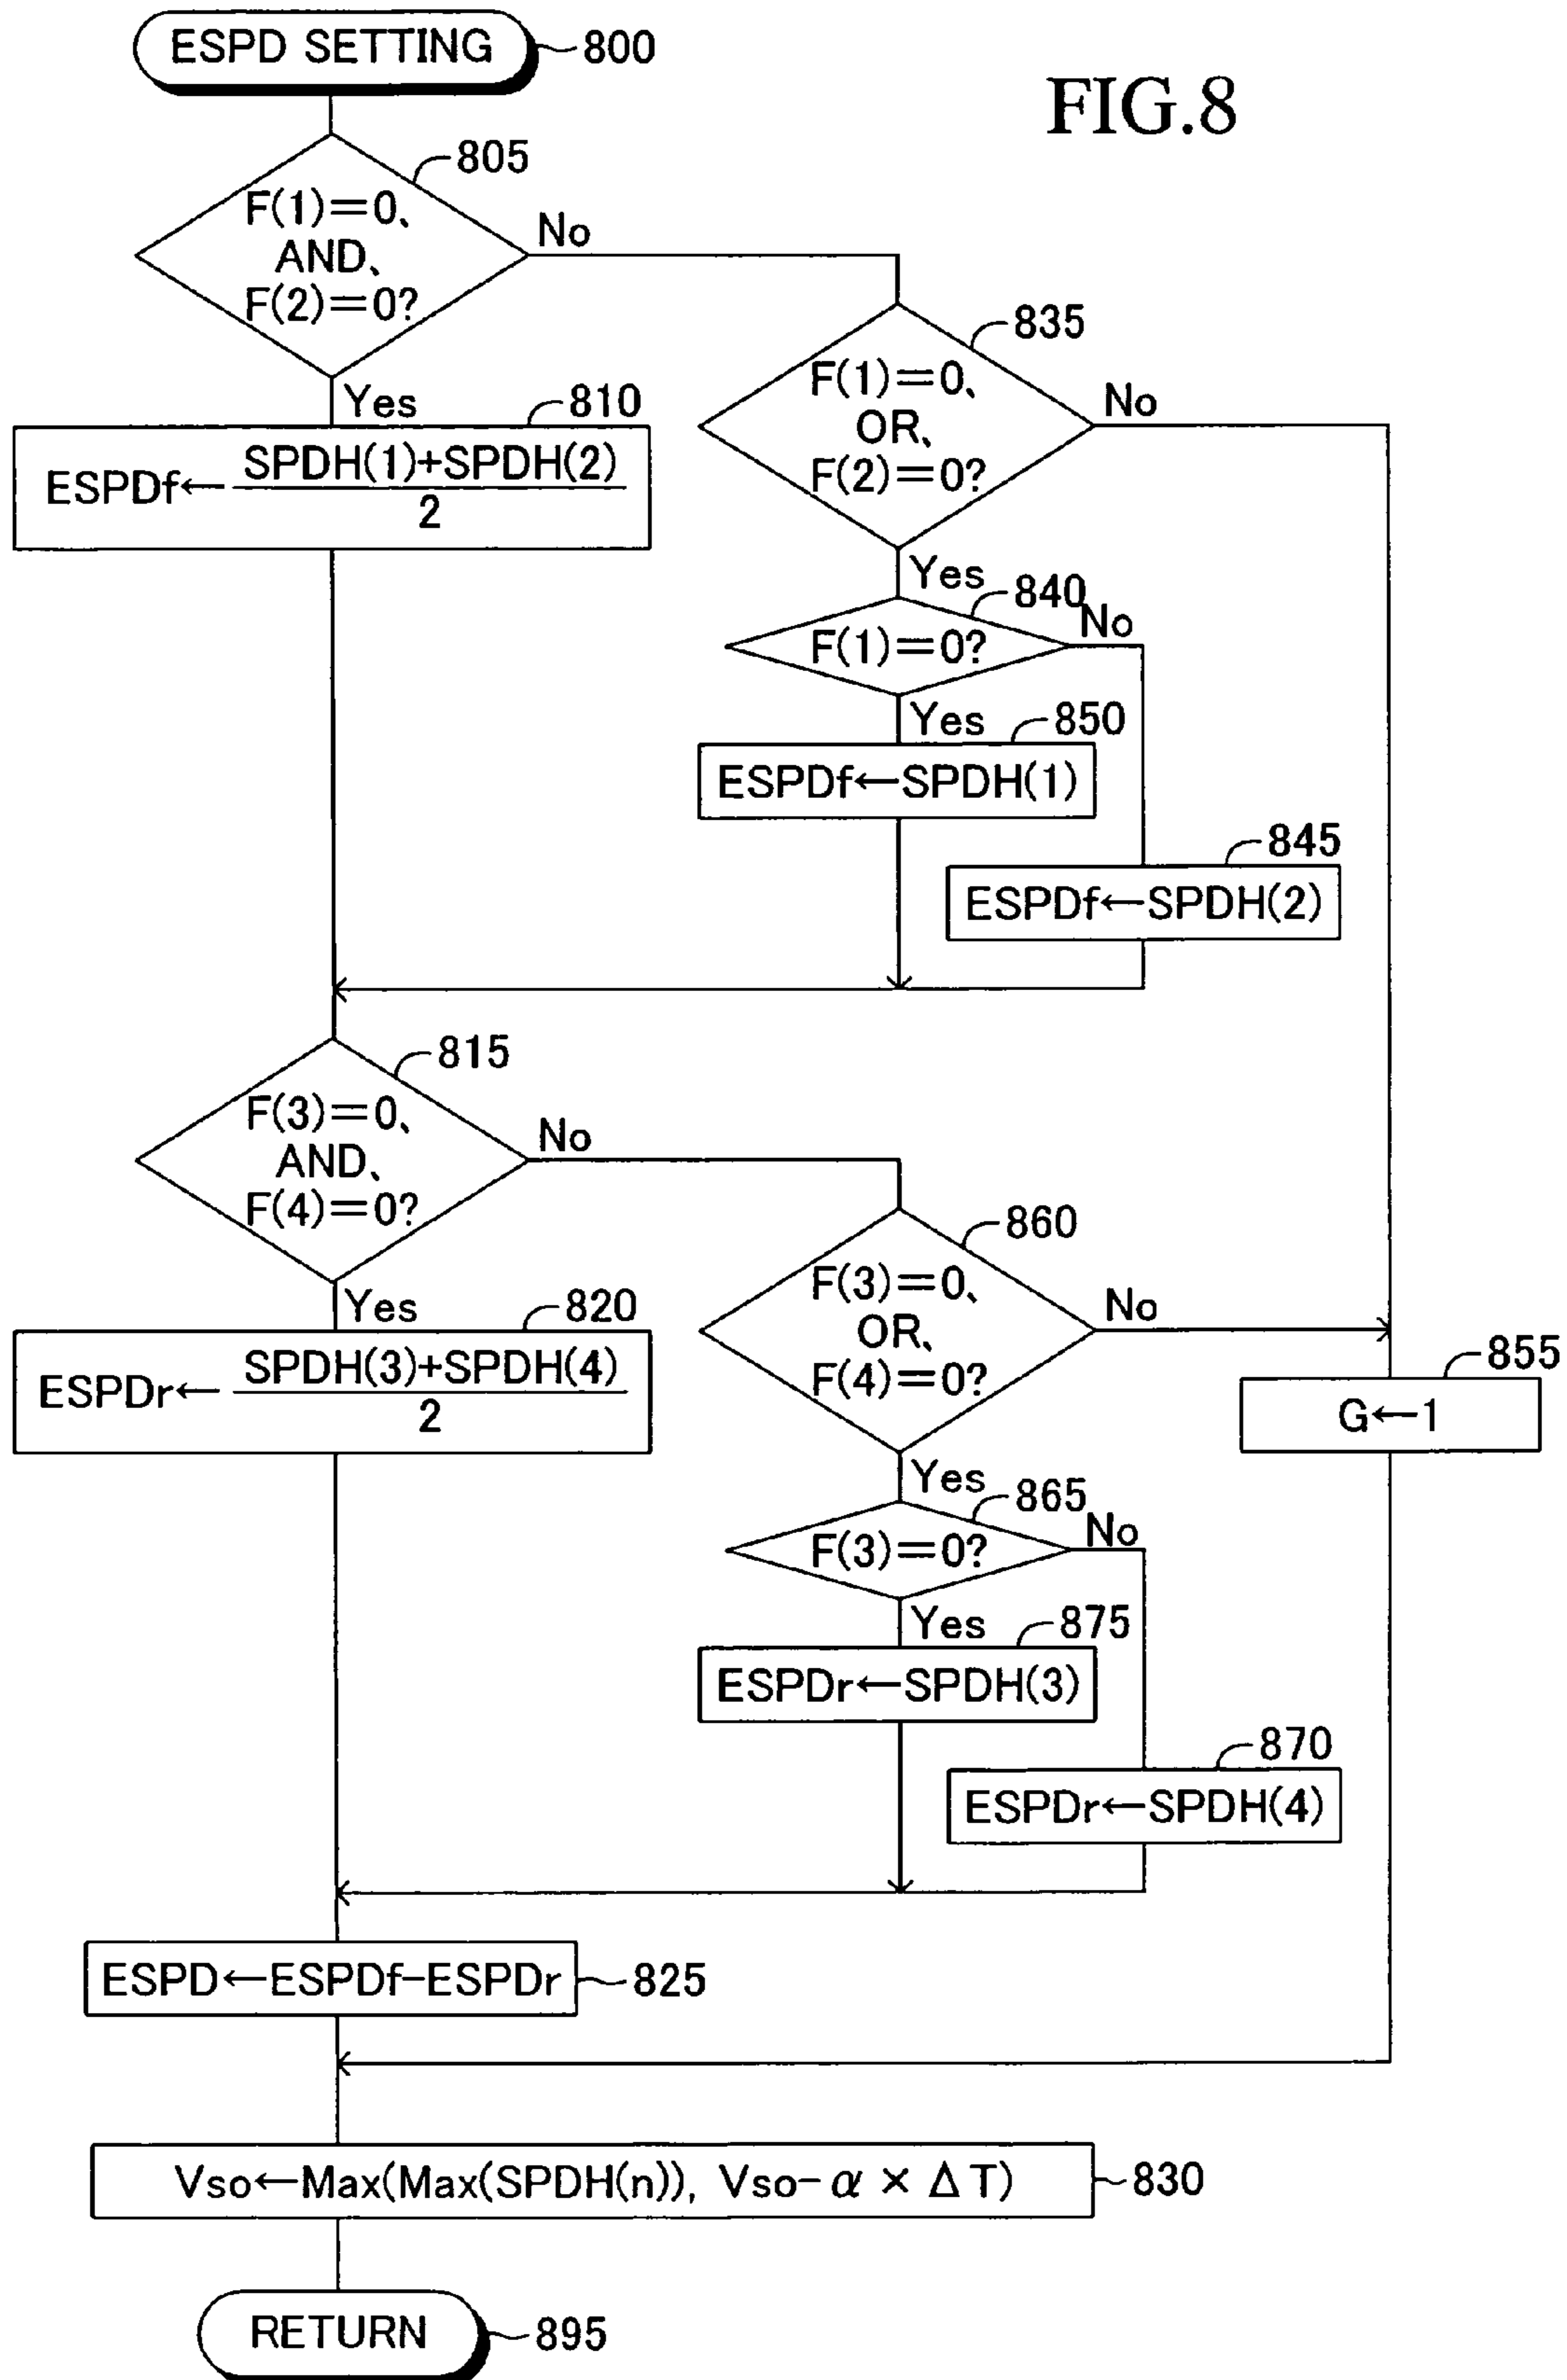 ESPD SETTING
800
FIG.8
805
F(1)=0、
AND、
F(2)=0?
No
Yes
810
ESPDf←
SPDH(1)+SPDH(2)
2
835
F(1)=0、
OR、
F(2)=0?
No
Yes
840
F(1)=0?
No
Yes
850
ESPDf←SPDH(1)
845
ESPDf←SPDH(2)
815
F(3)=0、
AND、
F(4)=0?
No
Yes
820
ESPDr←
SPDH(3)+SPDH(4)
2
860
F(3)=0、
OR、
F(4)=0?
No
Yes
855
G←1
865
F(3)=0?
No
Yes
875
ESPDr←SPDH(3)
870
ESPDr←SPDH(4)
ESPD←ESPDf-ESPDr
825
Vso←Max(Max(SPDH(n)), Vso-α × ΔT)
830
RETURN
895